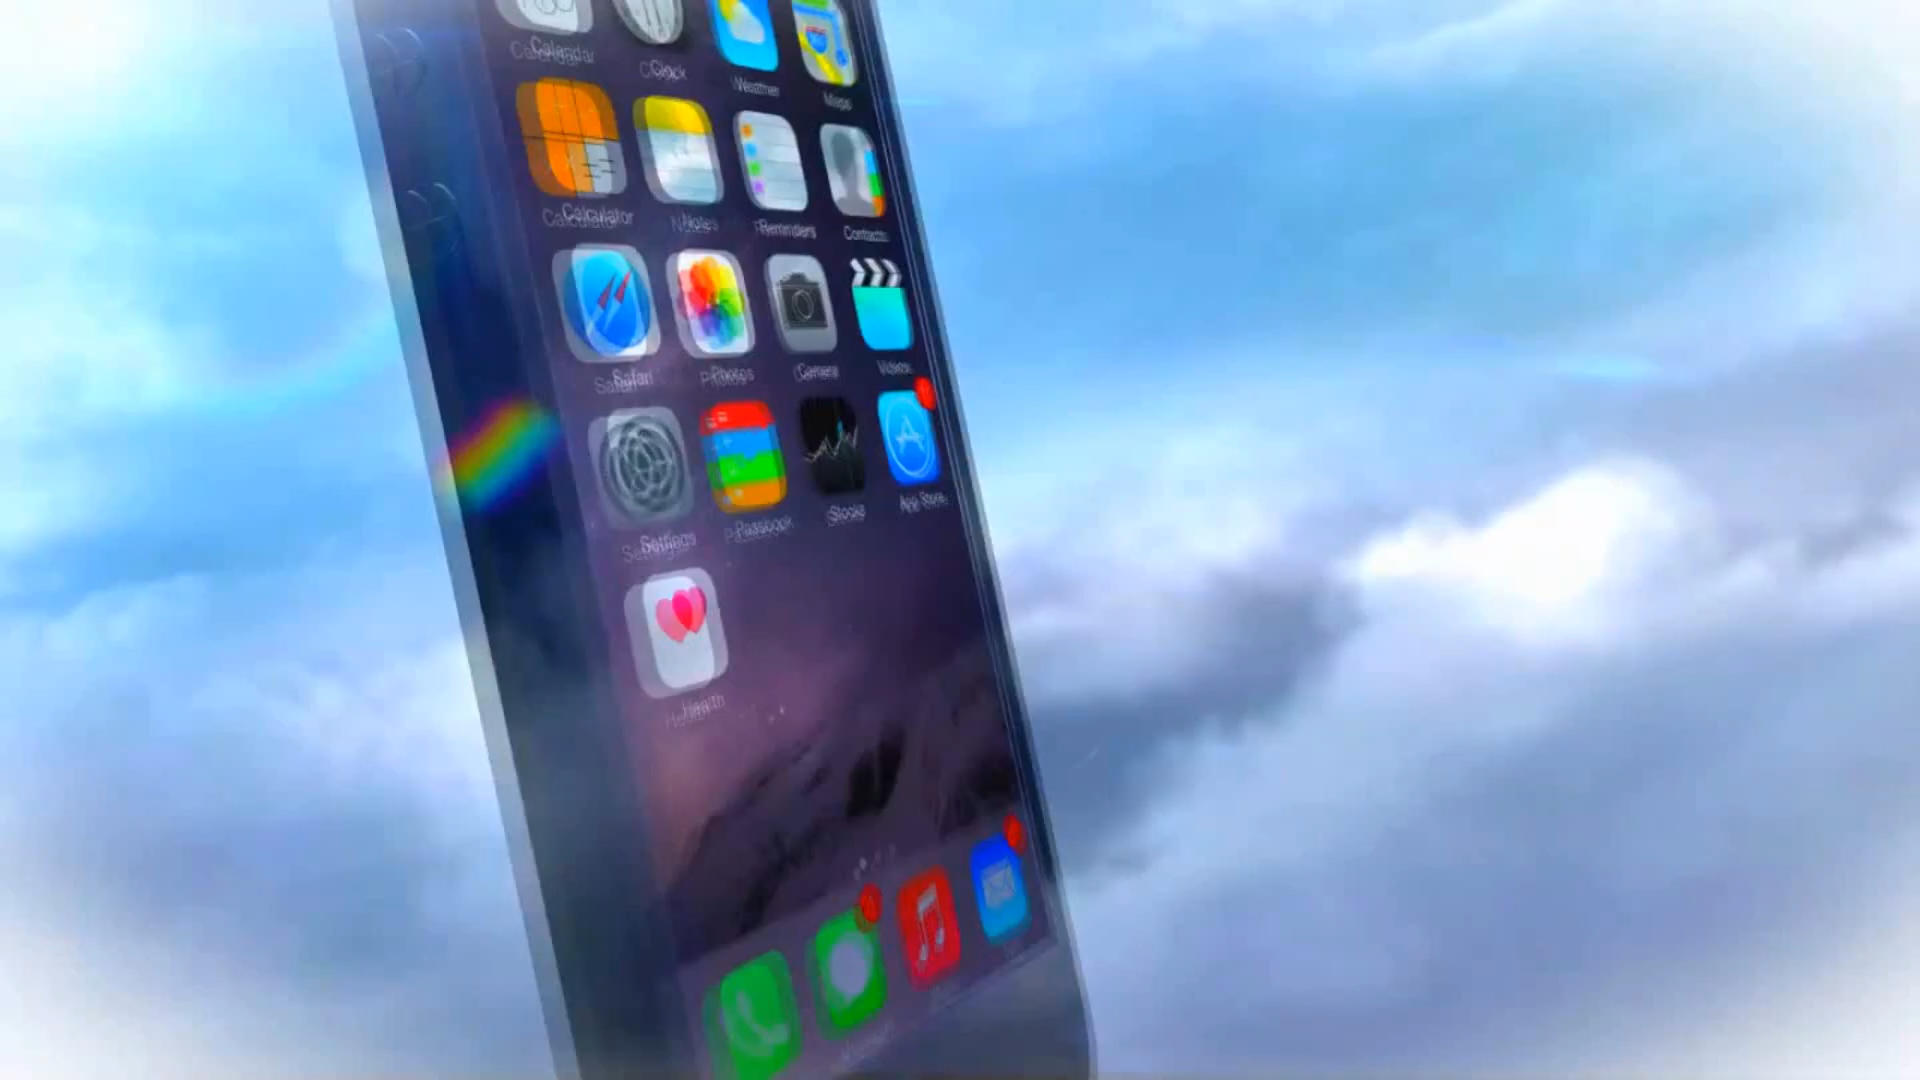 Calendar Clock Weather Maps
Calculator Notes Reminders Contacts
Safari Photos Camera Videos
Settings Passbook Stocks App Store
Health